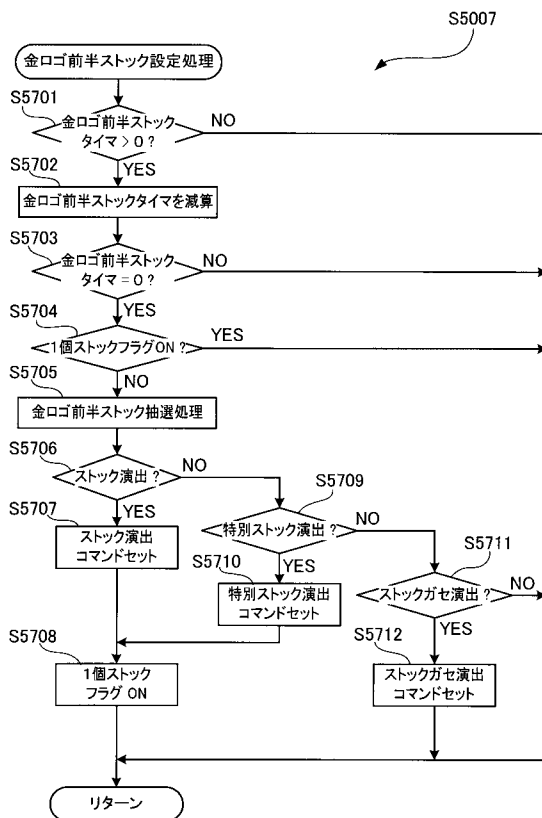 S5007
金ロゴ前半ストック設定処理
S5701
金ロゴ前半ストック
タイマ > 0 ?
NO
YES
S5702
金ロゴ前半ストックタイマを減算
S5703
金ロゴ前半ストック
タイマ = 0 ?
NO
YES
S5704
1個ストックフラグON ?
YES
NO
S5705
金ロゴ前半ストック抽選処理
S5706
ストック演出 ?
NO
YES
S5707
ストック演出
コマンドセット
S5709
特別ストック演出 ?
NO
YES
S5710
特別ストック演出
コマンドセット
S5711
ストックガセ演出 ?
NO
YES
S5712
ストックガセ演出
コマンドセット
S5708
1個ストック
フラグ ON
リターン